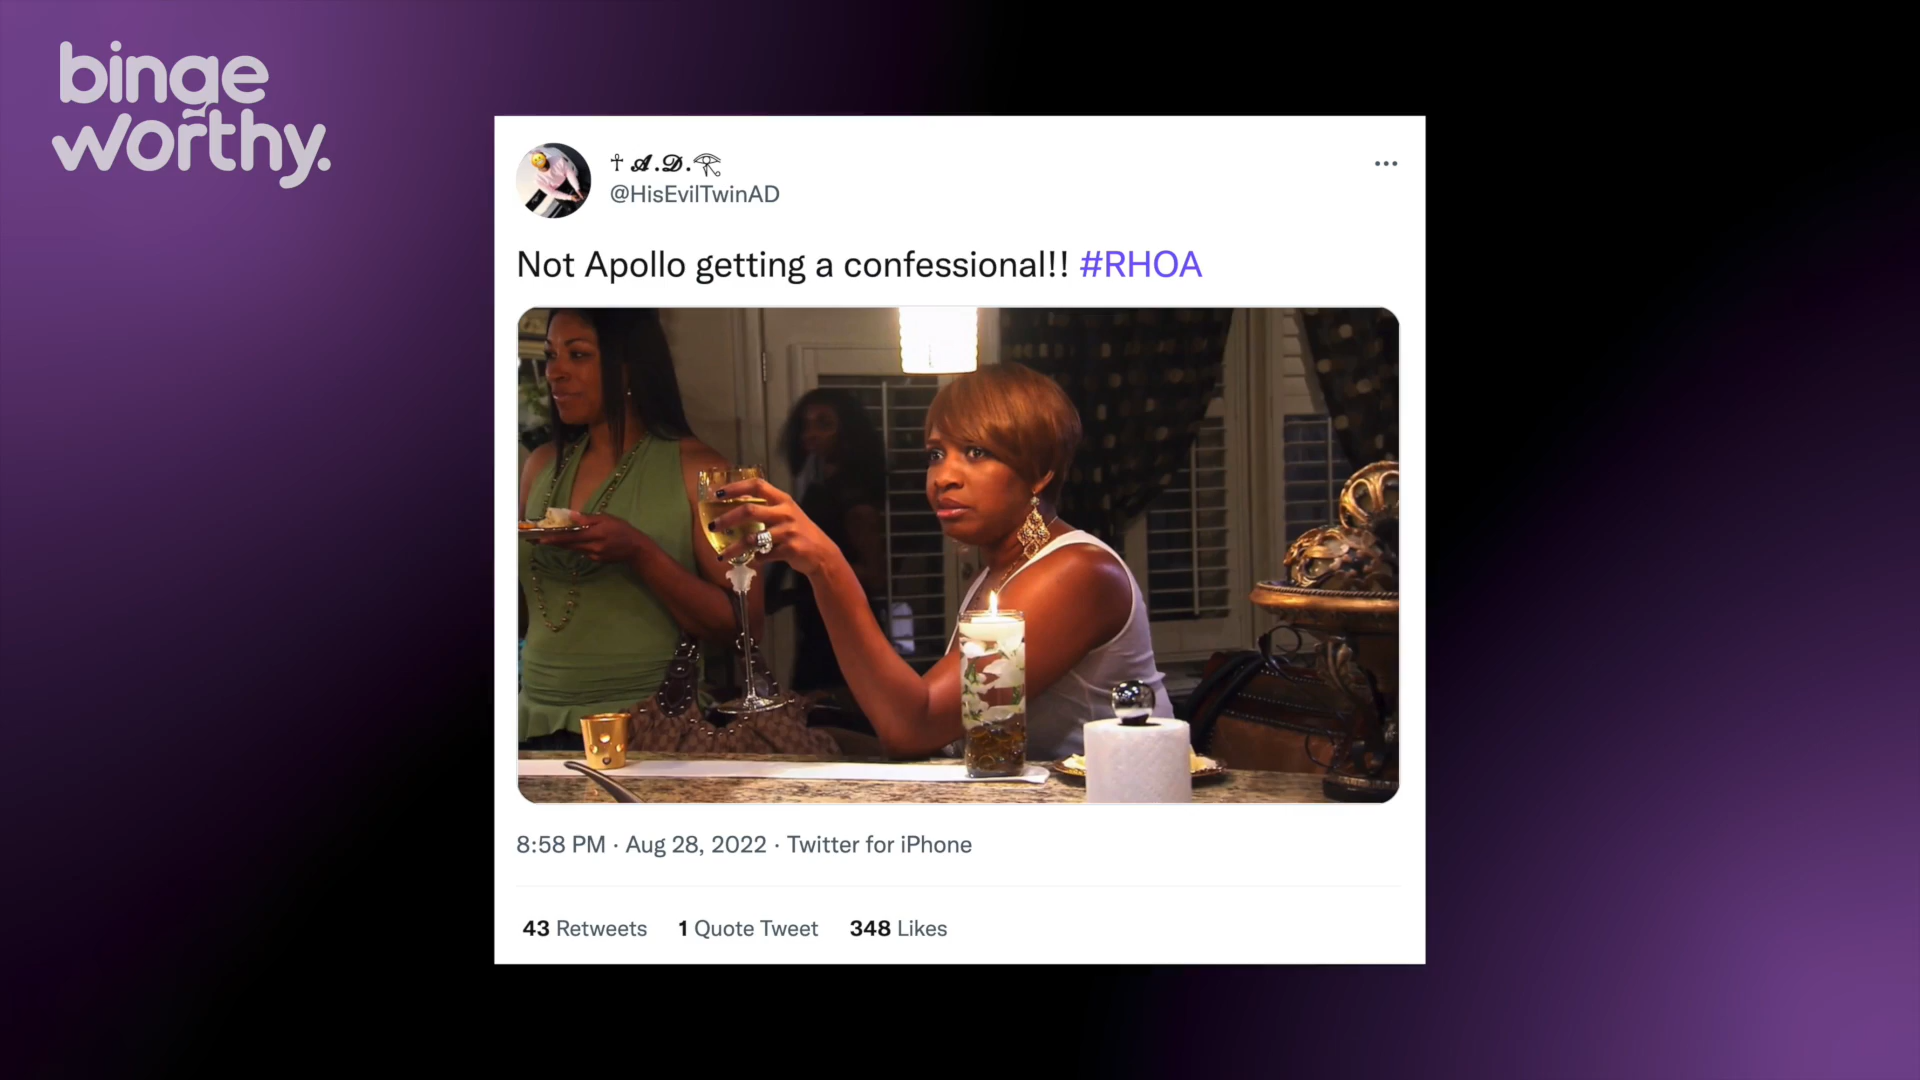 binge
worthy.
☥ 𝓐.𝓓.𓂀
@HisEvilTwinAD
Not Apollo getting a confessional!! #RHOA
8:58 PM · Aug 28, 2022 · Twitter for iPhone
43 Retweets 1 Quote Tweet 348 Likes